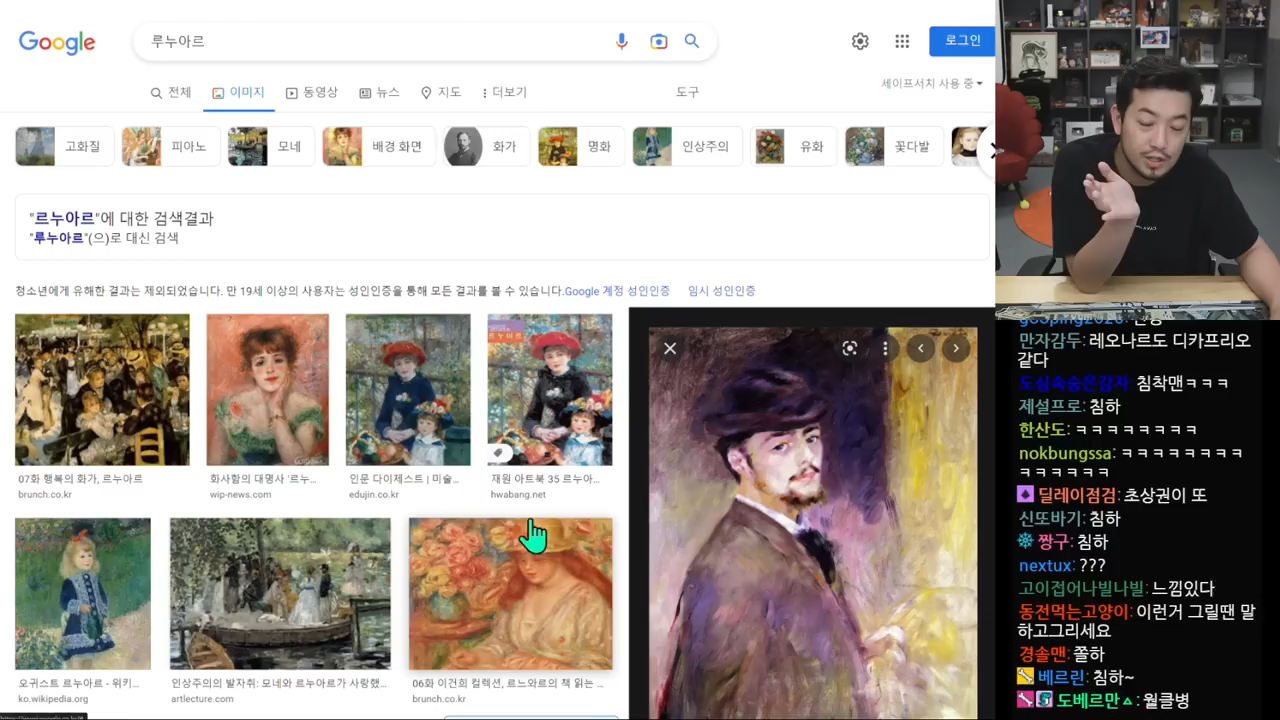 Google
루누아르
로그인
전체
이미지
동영상
뉴스
지도
더보기
도구
세이프서치 사용 중
고화질
피아노
모네
배경 화면
화가
명화
인상주의
유화
꽃다발
"르누아르"에 대한 검색결과
"루누아르"(으)로 대신 검색
청소년에게 유해한 결과는 제외되었습니다. 만 19세 이상의 사용자는 성인인증을 통해 모든 결과를 볼 수 있습니다.Google 계정 성인인증 임시 성인인증
르누아르
07화 행복의 화가, 르누아르
brunch.co.kr
화사함의 대명사 '르누...
wip-news.com
인문 다이제스트 | 미술...
edujin.co.kr
재원 아트북 35 르누아...
hwabang.net
오귀스트 르누아르 - 위키...
ko.wikipedia.org
인상주의의 발자취: 모네와 르누아르가 사랑했...
artlecture.com
06화 이건희 컬렉션, 르느와르의 책 읽는 ...
brunch.co.kr
만자감두: 레오나르도 디카프리오
같다
도심속숲은감자: 침착맨ㅋㅋㅋ
제설프로: 침하
한산도: ㅋㅋㅋㅋㅋㅋㅋㅋ
nokbungssa: ㅋㅋㅋㅋㅋㅋㅋㅋ
ㅋㅋㅋㅋㅋㅋ
딜레이점검: 초상권이 또
신또바기: 침하
짱구: 침하
nextux: ???
고이접어나빌나빌: 느낌있다
동전먹는고양이: 이런거 그릴땐 말
하고그리세요
경솔맨: 쫄하
베르린: 침하~
도베르만▵: 월클병